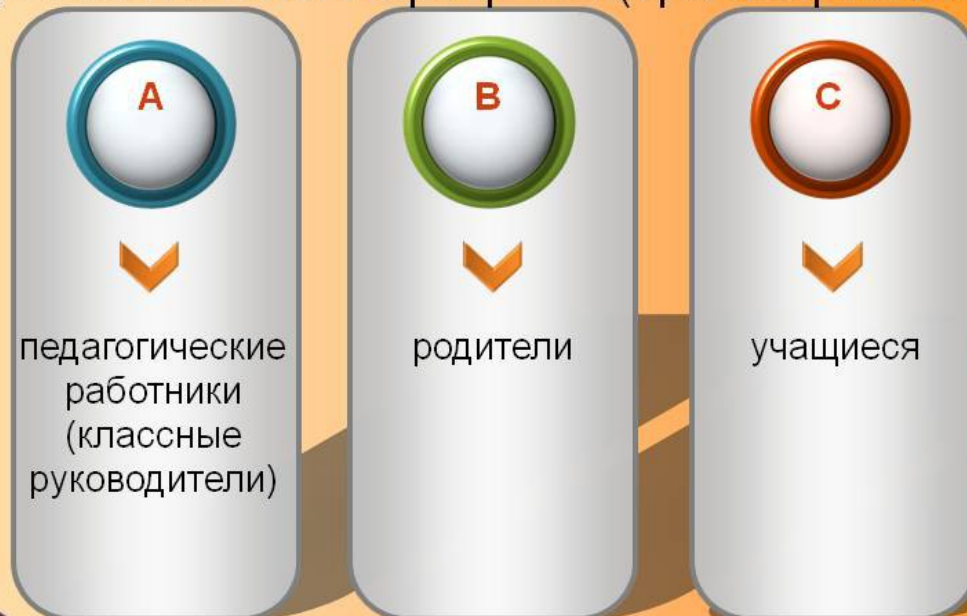 A
B
C
педагогические
работники
(классные
руководители)
родители
учащиеся